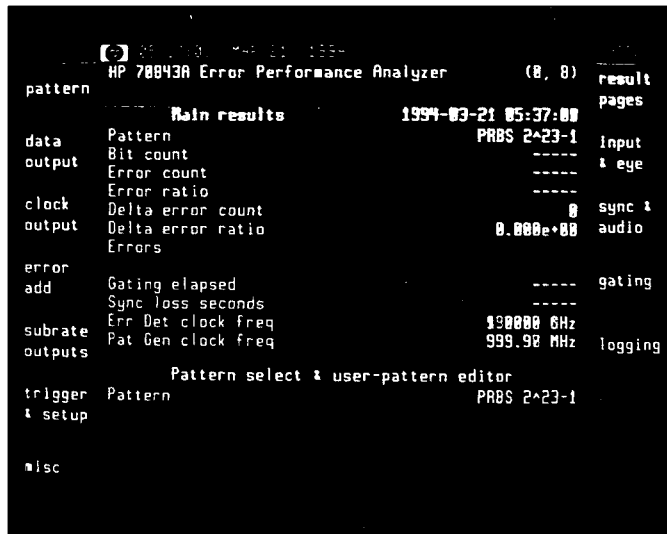 HP 70843A Error Performance Analyzer (0, 8)
pattern
result
pages
Main results 1994-03-21 05:37:
Pattern PRBS 2^23-1
Bit count -----
Error count -----
Error ratio -----
Delta error count 0
Delta error ratio 0.000e+00
Errors
Gating elapsed -----
Sync loss seconds -----
Err Det clock freq GHz
Pat Gen clock freq 999.98 MHz
Pattern select & user-pattern editor
Pattern PRBS 2^23-1
data
output
clock
output
error
add
subrate
outputs
trigger
& setup
misc
input
& eye
sync &
audio
gating
logging